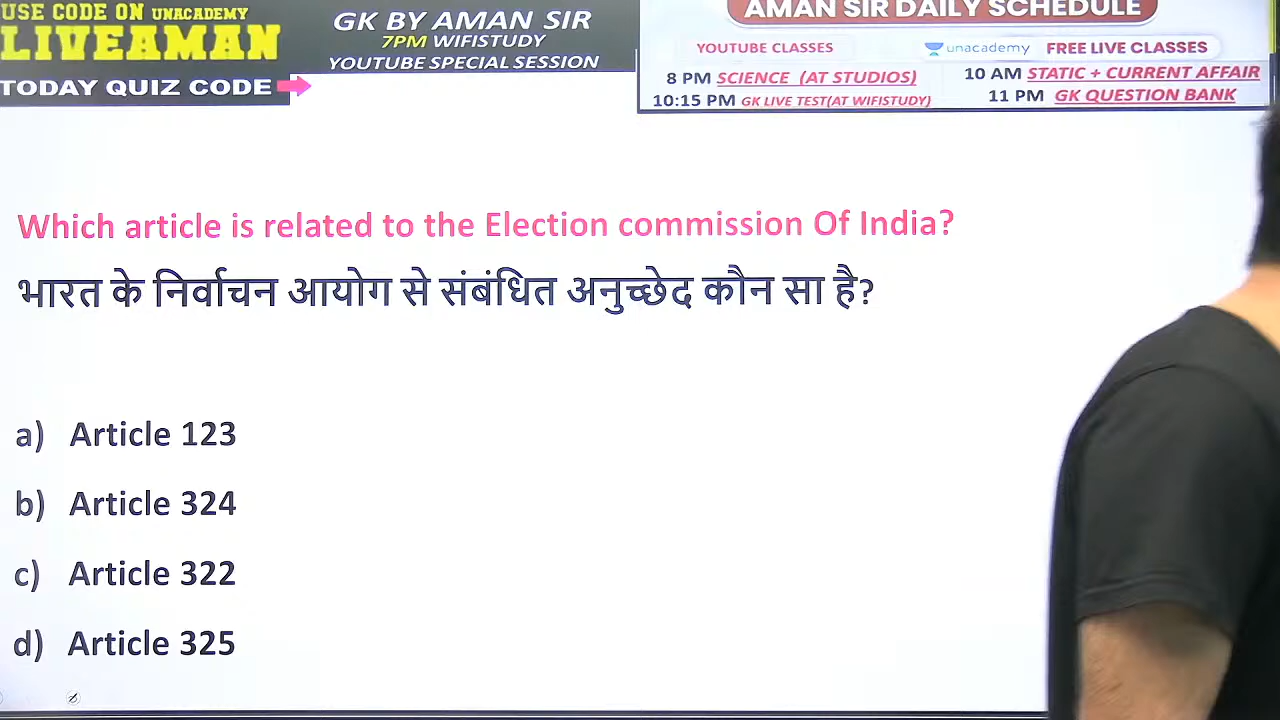 USE CODE ON UNACADEMY
LIVEAMAN
TODAY QUIZ CODE
GK BY AMAN SIR
7PM WIFISTUDY
YOUTUBE SPECIAL SESSION
AMAN SIR DAILY SCHEDULE
YOUTUBE CLASSES
unacademy FREE LIVE CLASSES
8 PM SCIENCE (AT STUDIOS)
10:15 PM GK LIVE TEST(AT WIFISTUDY)
10 AM STATIC + CURRENT AFFAIR
11 PM GK QUESTION BANK
Which article is related to the Election commission Of India?
भारत के निर्वाचन आयोग से संबंधित अनुच्छेद कौन सा है?
a) Article 123
b) Article 324
c) Article 322
d) Article 325